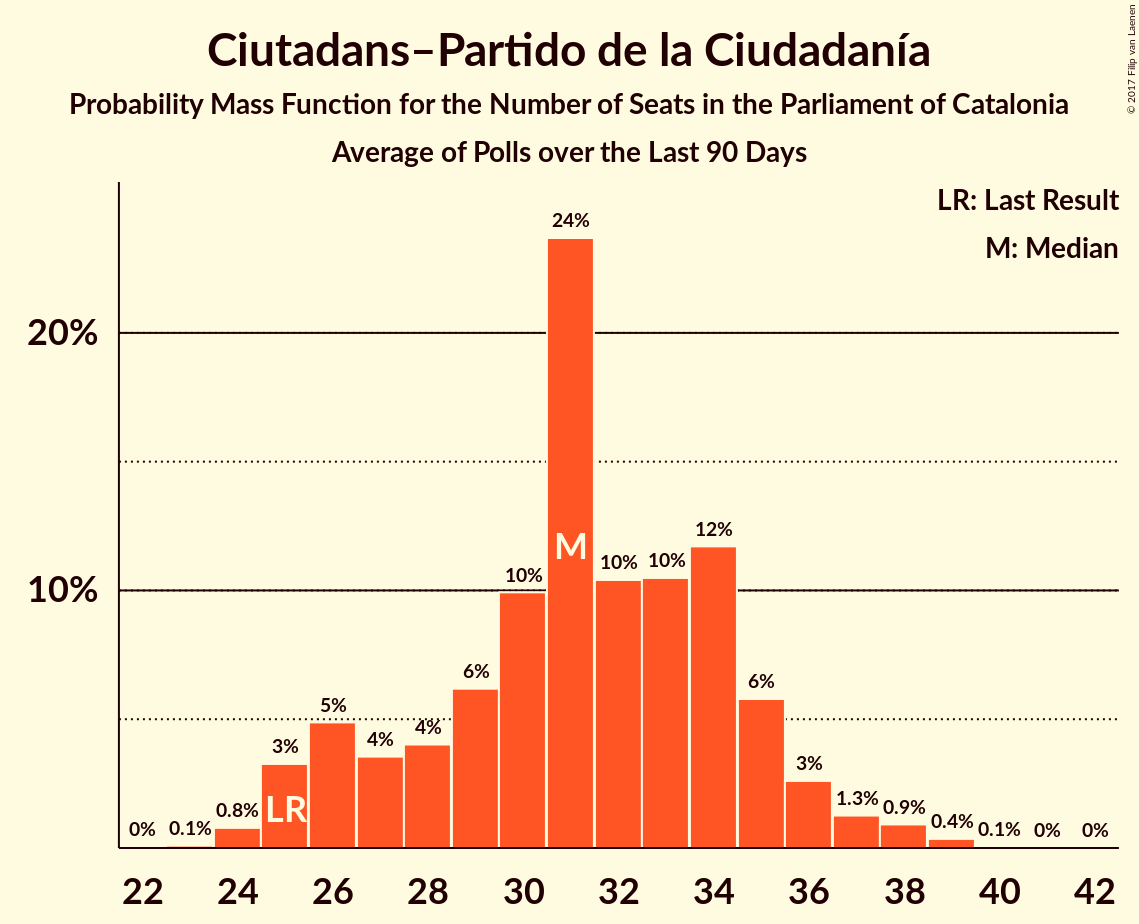 Ciutadans–Partido de la Ciudadanía
Probability Mass Function for the Number of Seats in the Parliament of Catalonia
Average of Polls over the Last 90 Days
© 2017 Filip van Laenen
LR: Last Result
M: Median
20%
10%
0%
0.1%
0.8%
3%
5%
4%
4%
6%
10%
24%
10%
10%
12%
6%
3%
1.3%
0.9%
0.4%
0.1%
0%
0%
LR
M
22 24 26 28 30 32 34 36 38 40 42